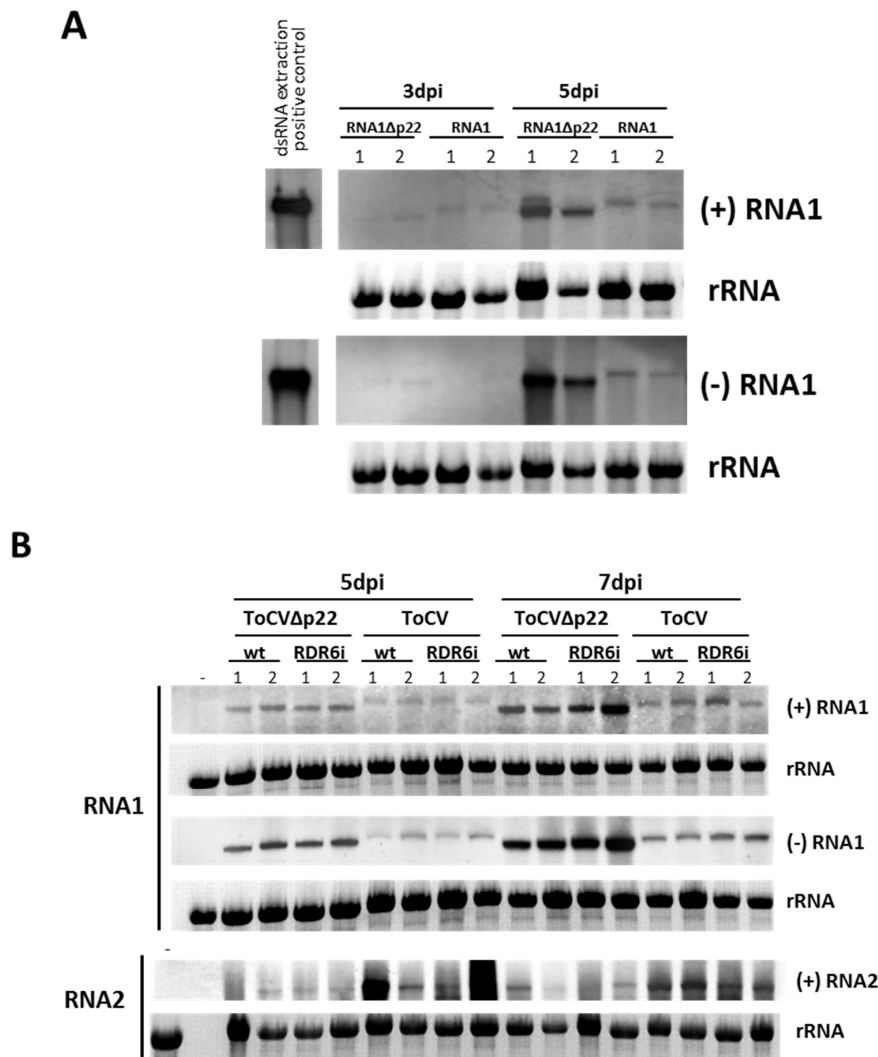 A
dsRNA extraction
positive control
3dpi 5dpi
RNA1Δp22 RNA1 RNA1Δp22 RNA1
1 2 1 2 1 2 1 2
(+) RNA1
rRNA
(-) RNA1
rRNA
B
5dpi 7dpi
ToCVΔp22 ToCV ToCVΔp22 ToCV
wt RDR6i wt RDR6i wt RDR6i wt RDR6i
- 1 2 1 2 1 2 1 2 1 2 1 2 1 2 1 2
(+) RNA1
rRNA
RNA1
(-) RNA1
rRNA
-
RNA2
(+) RNA2
rRNA